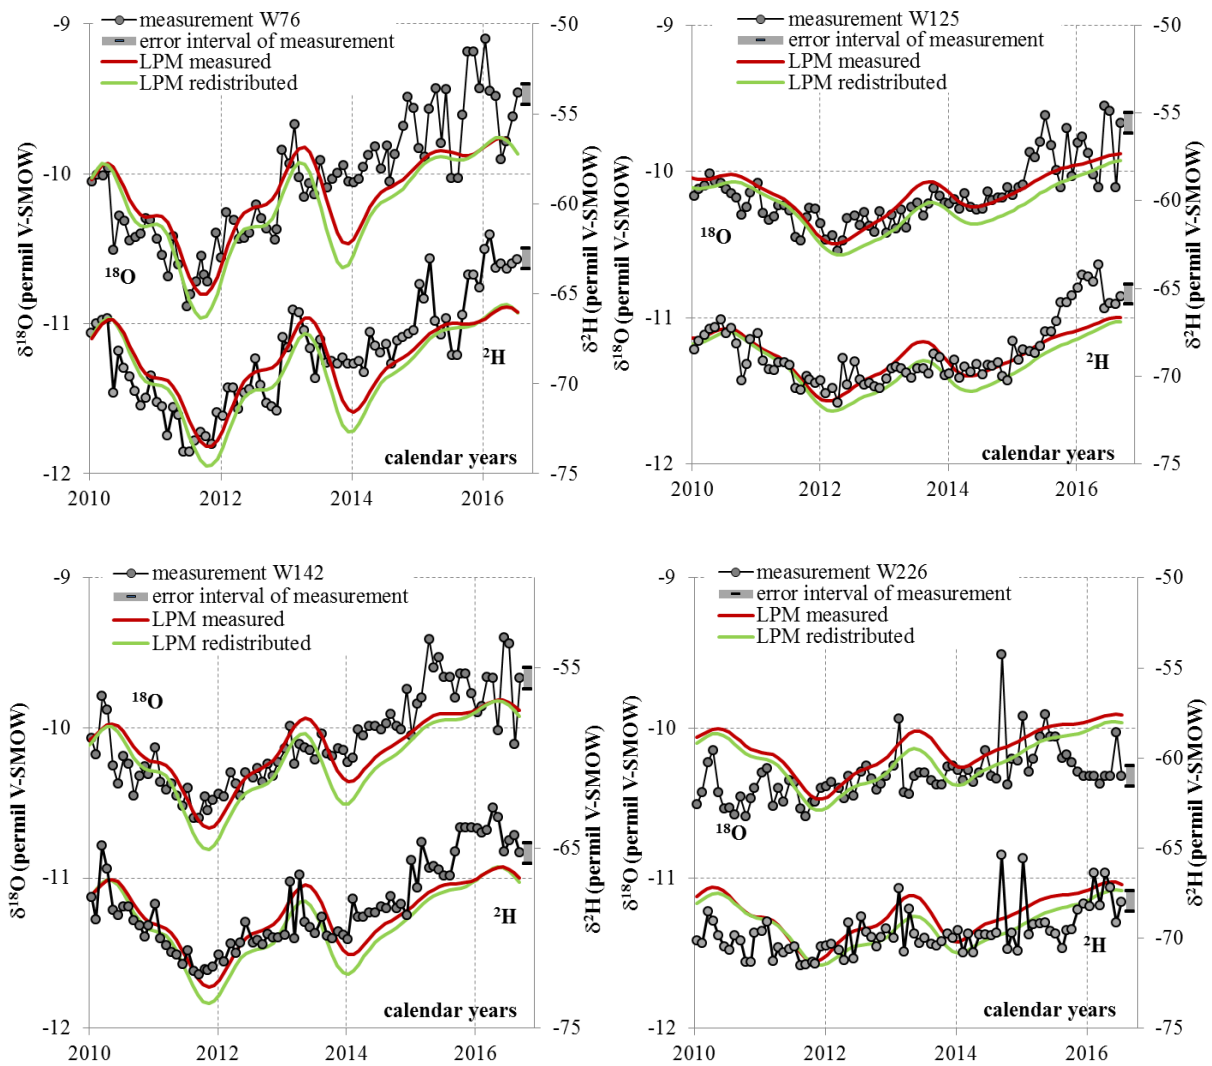 -9
measurement W76
error interval of measurement
LPM measured
LPM redistributed
-50
-55
-10
-60
¹⁸O
-65
-11
²H
-70
calendar years
-12
-75
2010
2012
2014
2016
δ¹⁸O (permil V-SMOW)
δ²H (permil V-SMOW)
-9
measurement W125
error interval of measurement
LPM measured
LPM redistributed
-50
-55
-10
-60
¹⁸O
-65
-11
²H
-70
calendar years
-12
-75
2010
2012
2014
2016
δ¹⁸O (permil V-SMOW)
δ²H (permil V-SMOW)
-9
measurement W142
error interval of measurement
LPM measured
LPM redistributed
-55
¹⁸O
-10
-65
-11
²H
calendar years
-12
-75
2010
2012
2014
2016
δ¹⁸O (permil V-SMOW)
δ²H (permil V-SMOW)
-9
measurement W226
error interval of measurement
LPM measured
LPM redistributed
-50
-55
-10
-60
¹⁸O
-65
-11
²H
-70
calendar years
-12
-75
2010
2012
2014
2016
δ¹⁸O (permil V-SMOW)
δ²H (permil V-SMOW)